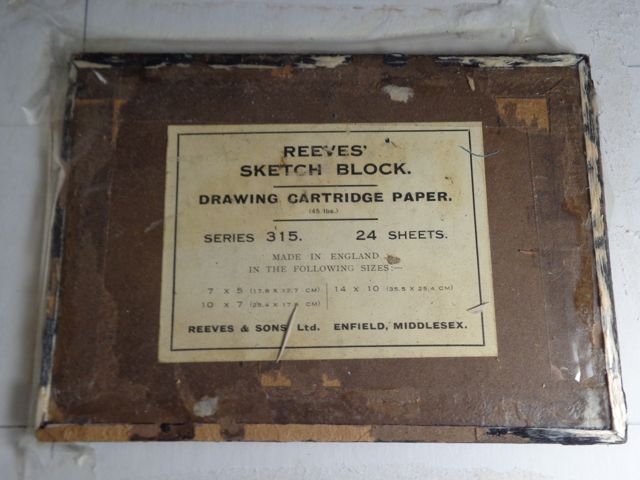 REEVES'
SKETCH BLOCK.
DRAWING CARTRIDGE PAPER.
(45 lbs.)
SERIES 315. 24 SHEETS.
MADE IN ENGLAND
IN THE FOLLOWING SIZES:—
7 X 5 (17.8 X 12.7 CM) 14 X 10 (35.5 X 25.4 CM)
10 X 7 (25.4 X 17.8 CM)
REEVES & SONS Ltd. ENFIELD, MIDDLESEX.